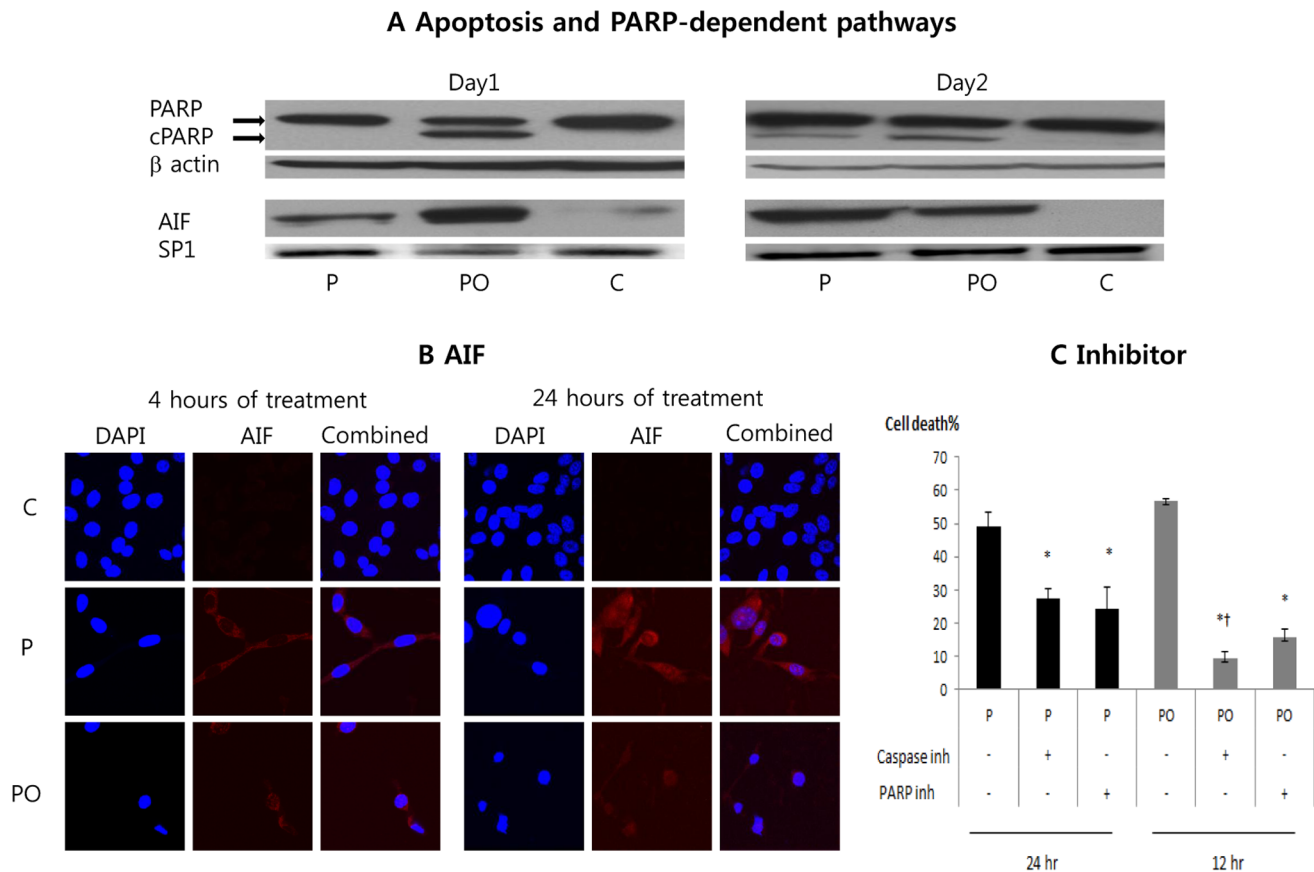 A Apoptosis and PARP-dependent pathways
Day1 Day2
PARP
cPARP
β actin
AIF
SP1
P PO C P PO C
B AIF
4 hours of treatment 24 hours of treatment
DAPI AIF Combined DAPI AIF Combined
C
P
PO
C Inhibitor
Cell death%
70
60
50
40
30
20
10
0
* * *† *
P P P PO PO PO
Caspase inh - + - - + -
PARP inh - - + - - +
24 hr 12 hr